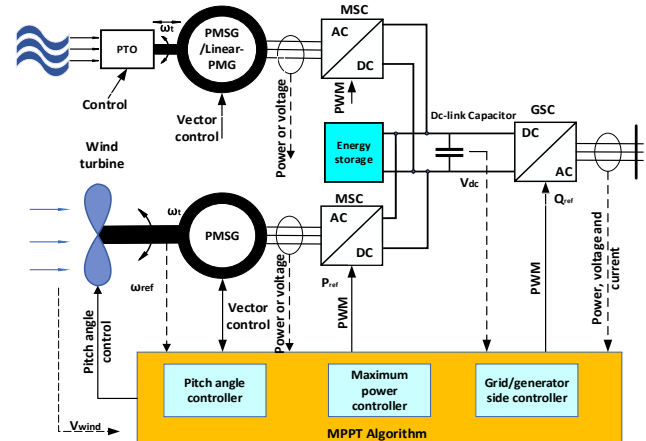 MSC
ωt
PMSG
/Linear-
PMG
AC
DC
PTO
Control
Vector
control
Power or voltage
PWM
Dc-link Capacitor
GSC
DC
AC
Wind
turbine
Energy
storage
Vdc
Qref
MSC
ωt
PMSG
AC
DC
ωref
Pref
Pitch angle
control
Vector
control
Power or voltage
PWM
PWM
Power, voltage and
current
Vwind
Pitch angle
controller
Maximum
power
controller
Grid/generator
side controller
MPPT Algorithm